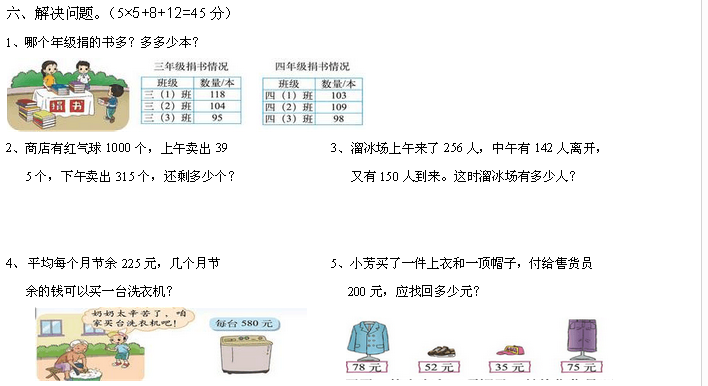 六、解决问题。（5×5+8+12=45 分）
1、哪个年级捐的书多？多多少本？
三年级捐书情况
班级 数量/本
三（1）班 118
三（2）班 104
三（3）班 95
四年级捐书情况
班级 数量/本
四（1）班 103
四（2）班 109
四（3）班 98
捐书
2、商店有红气球 1000 个，上午卖出 39
5 个，下午卖出 315 个，还剩多少个？
3、溜冰场上午来了 256 人，中午有 142 人离开，
又有 150 人到来。这时溜冰场有多少人？
4、平均每个月节余 225 元，几个月节
余的钱可以买一台洗衣机？
奶奶太辛苦了，咱
家买台洗衣机吧！
每台 580 元
5、小芳买了一件上衣和一顶帽子，付给售货员
200 元，应找回多少元？
78 元 52 元 35 元 75 元